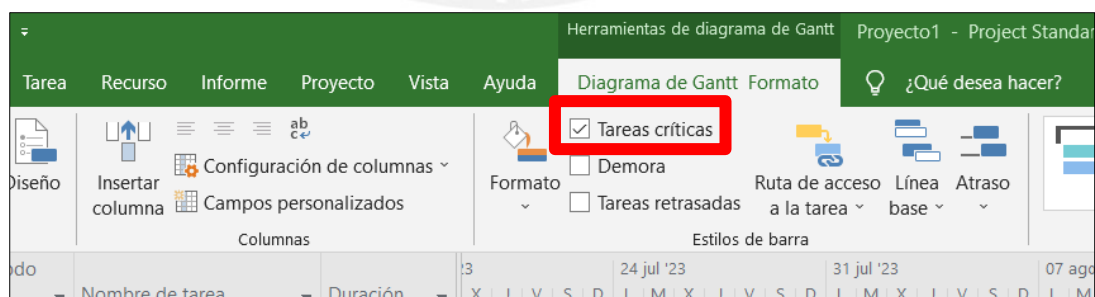 Herramientas de diagrama de Gantt Proyecto1 - Project
Tarea Recurso Informe Proyecto Vista Ayuda Diagrama de Gantt Formato ¿Qué desea hacer?
ab
c
Tareas críticas
Configuración de columnas
Demora
Diseño Insertar
columna
Campos personalizados
Formato
Tareas retrasadas
Ruta de acceso
a la tarea
Línea
base
Atraso
Columnas
Estilos de barra
24 jul '23 31 jul '23 07
Nombre de tarea Duración X J V S D L M X J V S D L M X J V S D L M